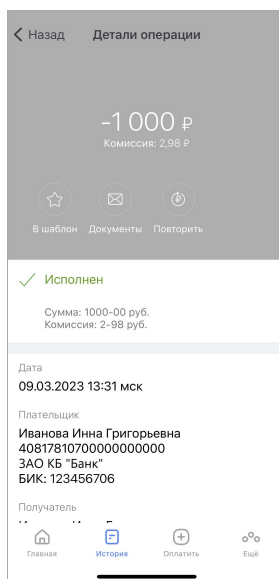 Назад
Детали операции
-1 000 ₽
Комиссия: 2,98 ₽
В шаблон
Документы
Повторить
Исполнен
Сумма: 1000-00 руб.
Комиссия: 2-98 руб.
Дата
09.03.2023 13:31 мск
Плательщик
Иванова Инна Григорьевна
40817810700000000000
ЗАО КБ "Банк"
БИК: 123456706
Получатель
Главная
История
Оплатить
Ещё